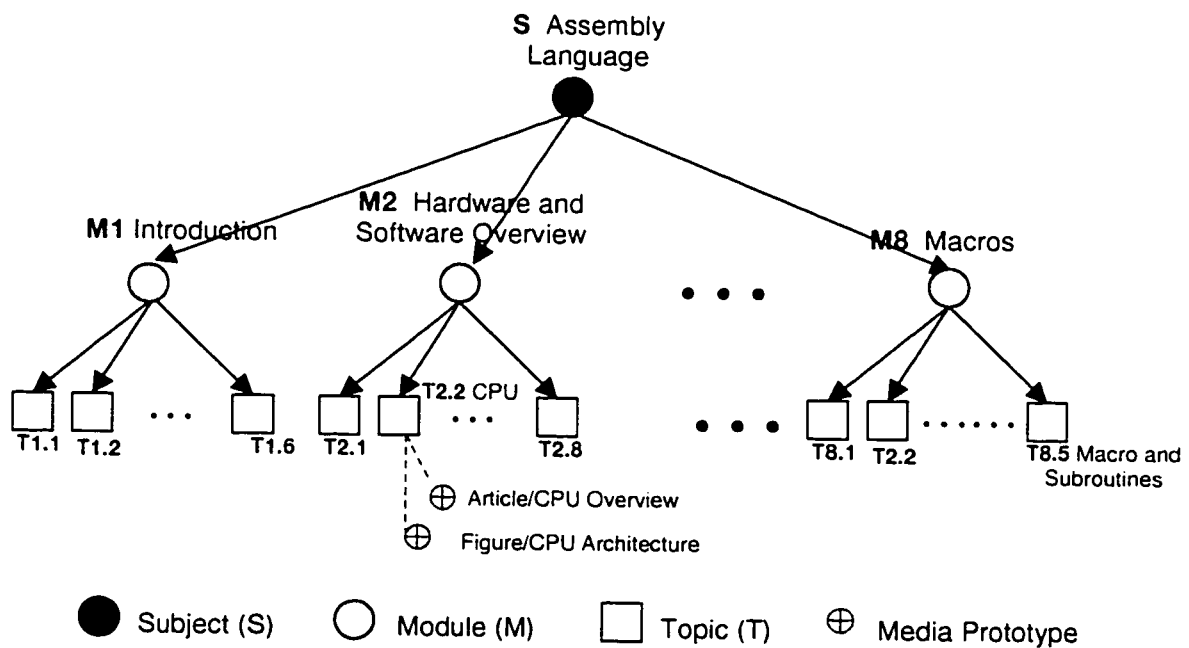 S Assembly
Language
M2 Hardware and
Software Overview
M1 Introduction
M8 Macros
T2.2 CPU
T1.1
T1.2
T1.6
T2.1
T2.8
T8.1
T2.2
T8.5 Macro and
Subroutines
Article/CPU Overview
Figure/CPU Architecture
Subject (S)
Module (M)
Topic (T)
Media Prototype